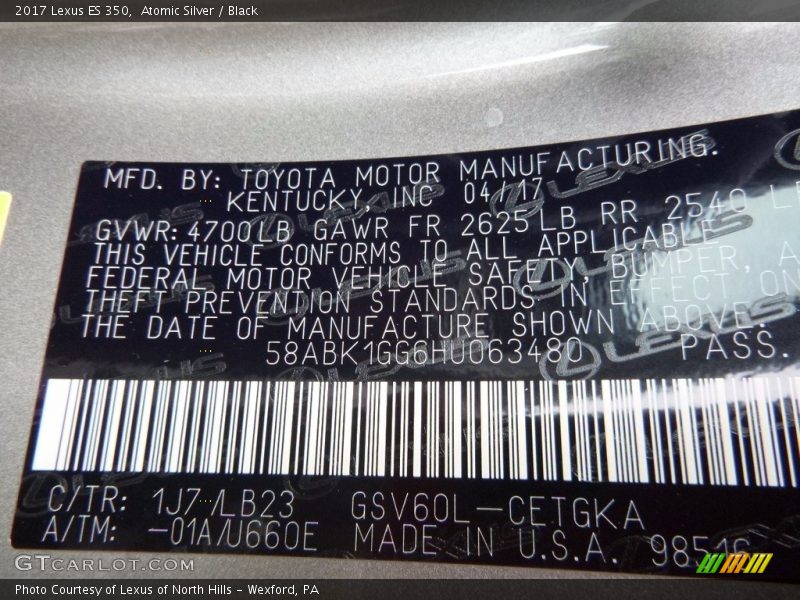 2017 Lexus ES 350,  Atomic Silver / Black
MFD. BY: TOYOTA MOTOR MANUFACTURING.
KENTUCKY, INC 04/17
GVWR: 4700LB GAWR FR 2625LB RR 2540
THIS VEHICLE CONFORMS TO ALL APPLICABLE
FEDERAL MOTOR VEHICLE SAFETY, BUMPER, A
THEFT PREVENTION STANDARDS IN EFFECT ON
THE DATE OF MANUFACTURE SHOWN ABOVE.
58ABK1GG6HU063480 PASS.
C/TR: 1J7 /LB23 GSV60L-CETGKA
A/TM: -01A/U660E MADE IN U.S.A. 98516
GTCARLOT.COM
Photo Courtesy of Lexus of North Hills – Wexford, PA